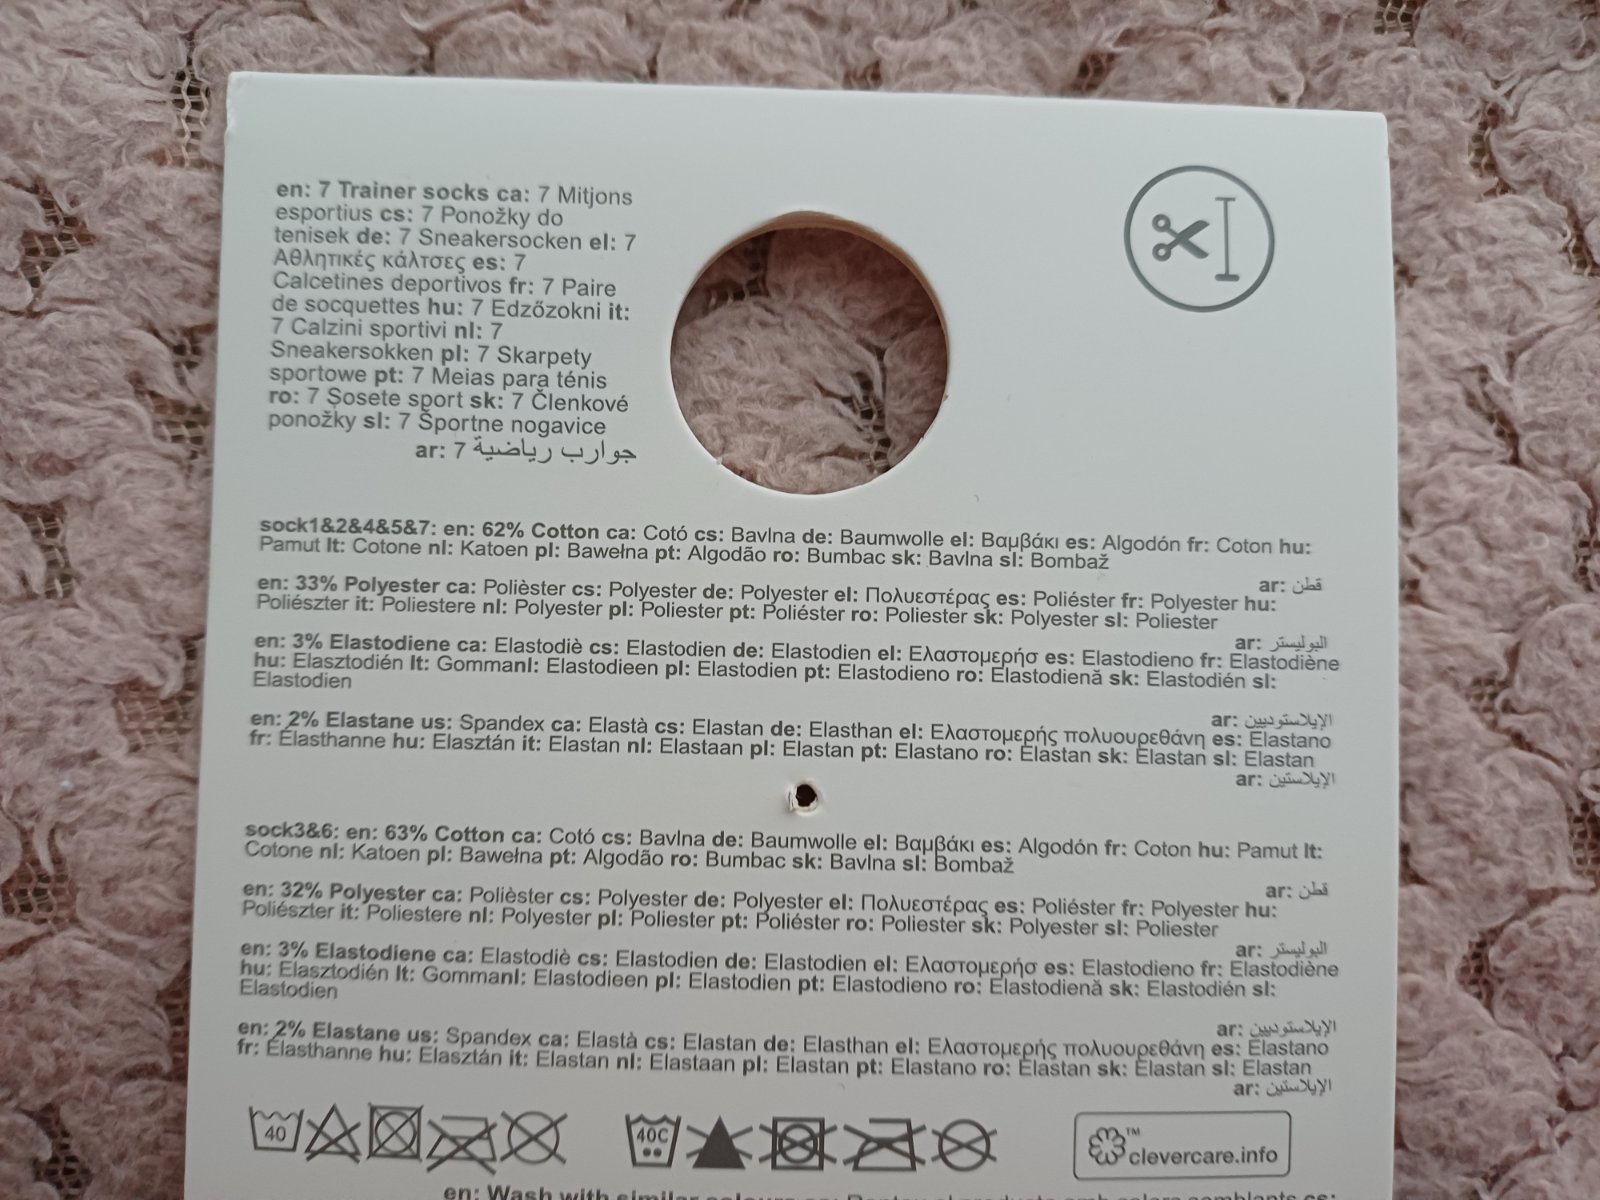 en: 7 Trainer socks ca: 7 Mitjons
esportius cs: 7 Ponožky do
tenisek de: 7 Sneakersocken el: 7
Αθλητικές κάλτσες es: 7
Calcetines deportivos fr: 7 Paire
de socquettes hu: 7 Edzőzokni it:
7 Calzini sportivi nl: 7
Sneakersokken pl: 7 Skarpety
sportowe pt: 7 Meias para ténis
ro: 7 Șosete sport sk: 7 Členkové
ponožky sl: 7 Športne nogavice
ar: 7 جوارب رياضية
sock1&2&4&5&7: en: 62% Cotton ca: Cotó cs: Bavlna de: Baumwolle el: Βαμβάκι es: Algodón fr: Coton hu:
Pamut lt: Cotone nl: Katoen pl: Bawełna pt: Algodão ro: Bumbac sk: Bavlna sl: Bombaž
ar: قطن
en: 33% Polyester ca: Polièster cs: Polyester de: Polyester el: Πολυεστέρας es: Poliéster fr: Polyester hu:
Poliészter it: Poliestere nl: Polyester pl: Poliester pt: Poliéster ro: Poliester sk: Polyester sl: Poliester
ar: البوليستر
en: 3% Elastodiene ca: Elastodiè cs: Elastodien de: Elastodien el: Ελαστομερήσ es: Elastodieno fr: Elastodiène
hu: Elasztodién lt: Gommanl: Elastodieen pl: Elastodien pt: Elastodieno ro: Elastodienă sk: Elastodién sl:
Elastodien
ar: الإيلاستوديين
en: 2% Elastane us: Spandex ca: Elastà cs: Elastan de: Elasthan el: Ελαστομερής πολυουρεθάνη es: Elastano
fr: Élasthanne hu: Elasztán it: Elastan nl: Elastaan pl: Elastan pt: Elastano ro: Elastan sk: Elastan sl: Elastan
ar: الإيلاستين
sock3&6: en: 63% Cotton ca: Cotó cs: Bavlna de: Baumwolle el: Βαμβάκι es: Algodón fr: Coton hu: Pamut lt:
Cotone nl: Katoen pl: Bawełna pt: Algodão ro: Bumbac sk: Bavlna sl: Bombaž
ar: قطن
en: 32% Polyester ca: Polièster cs: Polyester de: Polyester el: Πολυεστέρας es: Poliéster fr: Polyester hu:
Poliészter it: Poliestere nl: Polyester pl: Poliester pt: Poliéster ro: Poliester sk: Polyester sl: Poliester
ar: البوليستر
en: 3% Elastodiene ca: Elastodiè cs: Elastodien de: Elastodien el: Ελαστομερήσ es: Elastodieno fr: Elastodiène
hu: Elasztodién lt: Gommanl: Elastodieen pl: Elastodien pt: Elastodieno ro: Elastodienă sk: Elastodién sl:
Elastodien
ar: الإيلاستوديين
en: 2% Elastane us: Spandex ca: Elastà cs: Elastan de: Elasthan el: Ελαστομερής πολυουρεθάνη es: Elastano
fr: Élasthanne hu: Elasztán it: Elastan nl: Elastaan pl: Elastan pt: Elastano ro: Elastan sk: Elastan sl: Elastan
ar: الإيلاستين
40
40C
™
clevercare.info
en: Wash with similar colours